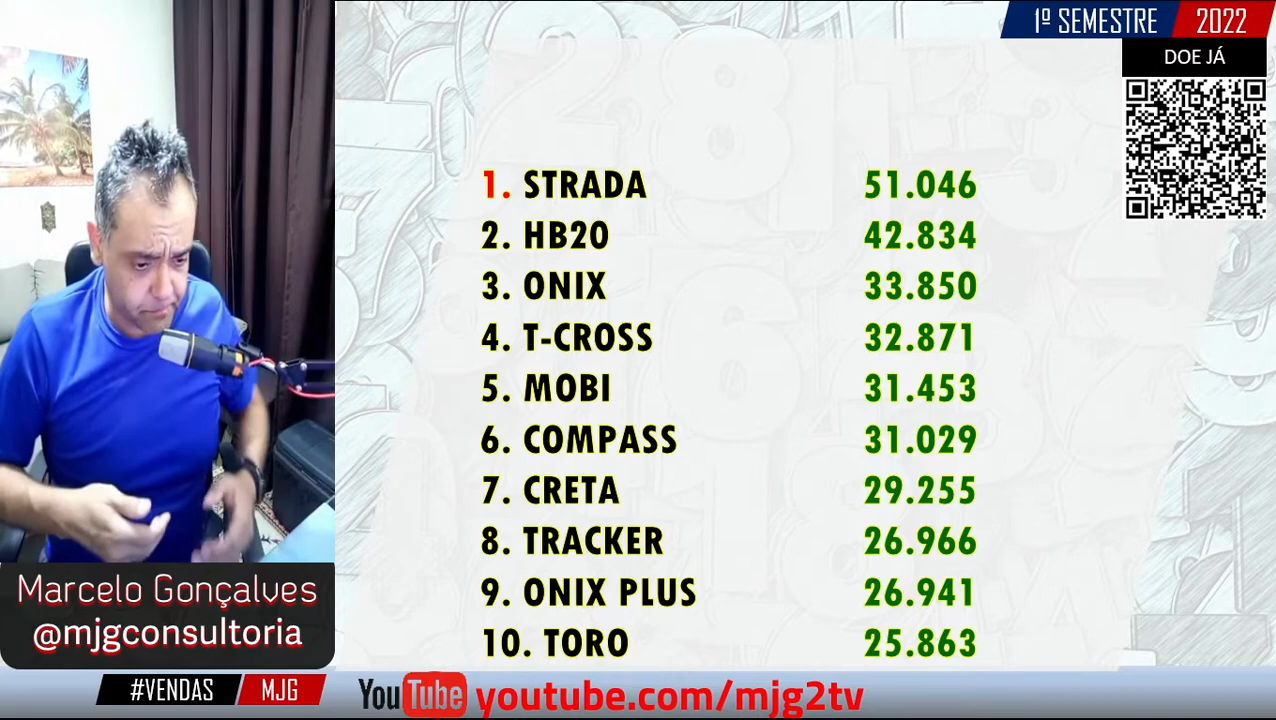 1º SEMESTRE 2022
DOE JÁ
1. STRADA 51.046
2. HB20 42.834
3. ONIX 33.850
4. T-CROSS 32.871
5. MOBI 31.453
6. COMPASS 31.029
7. CRETA 29.255
8. TRACKER 26.966
9. ONIX PLUS 26.941
10. TORO 25.863
Marcelo Gonçalves
@mjgconsultoria
#VENDAS MJG YouTube youtube.com/mjg2tv